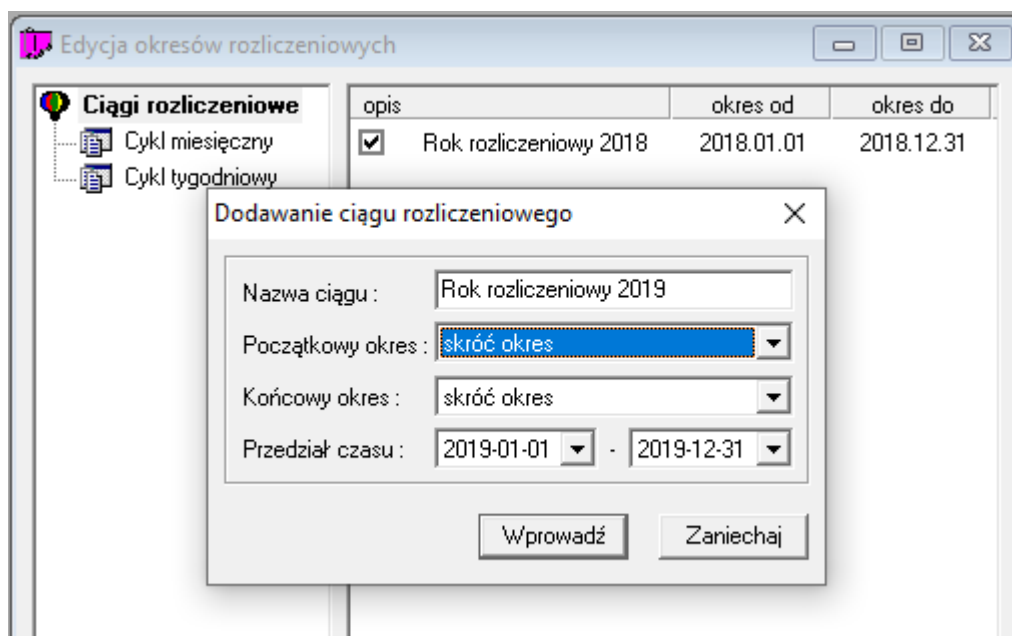 Edycja okresów rozliczeniowych
Ciągi rozliczeniowe
Cykl miesięczny
Cykl tygodniowy
opis okres od okres do
Rok rozliczeniowy 2018 2018.01.01 2018.12.31
Dodawanie ciągu rozliczeniowego
Nazwa ciągu : Rok rozliczeniowy 2019
Początkowy okres : skróć okres
Końcowy okres : skróć okres
Przedział czasu : 2019-01-01 - 2019-12-31
Wprowadź Zaniechaj